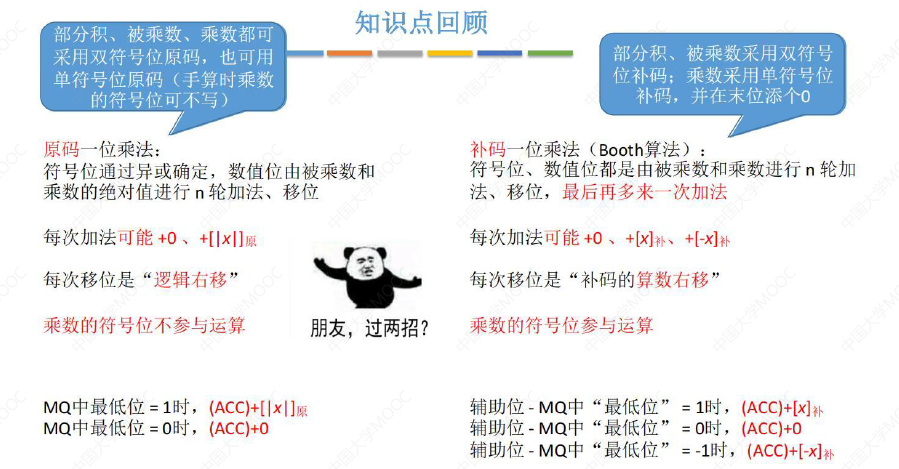 知识点回顾
部分积、被乘数、乘数都可
采用双符号位原码，也可用
单符号位原码（手算时乘数
的符号位可不写）
部分积、被乘数采用双符号
位补码；乘数采用单符号位
补码，并在末位添个0
原码一位乘法：
符号位通过异或确定，数值位由被乘数和
乘数的绝对值进行 n 轮加法、移位
每次加法可能 +0 、+[|x|]原
每次移位是“逻辑右移”
乘数的符号位不参与运算
MQ中最低位 = 1时，(ACC)+[|x|]原
MQ中最低位 = 0时，(ACC)+0
朋友，过两招？
补码一位乘法（Booth算法）：
符号位、数值位都是由被乘数和乘数进行 n 轮加
法、移位，最后再多来一次加法
每次加法可能 +0 、+[x]补、+[-x]补
每次移位是“补码的算数右移”
乘数的符号位参与运算
辅助位 - MQ中“最低位” = 1时，(ACC)+[x]补
辅助位 - MQ中“最低位” = 0时，(ACC)+0
辅助位 - MQ中“最低位” = -1时，(ACC)+[-x]补
中国大学MOOC